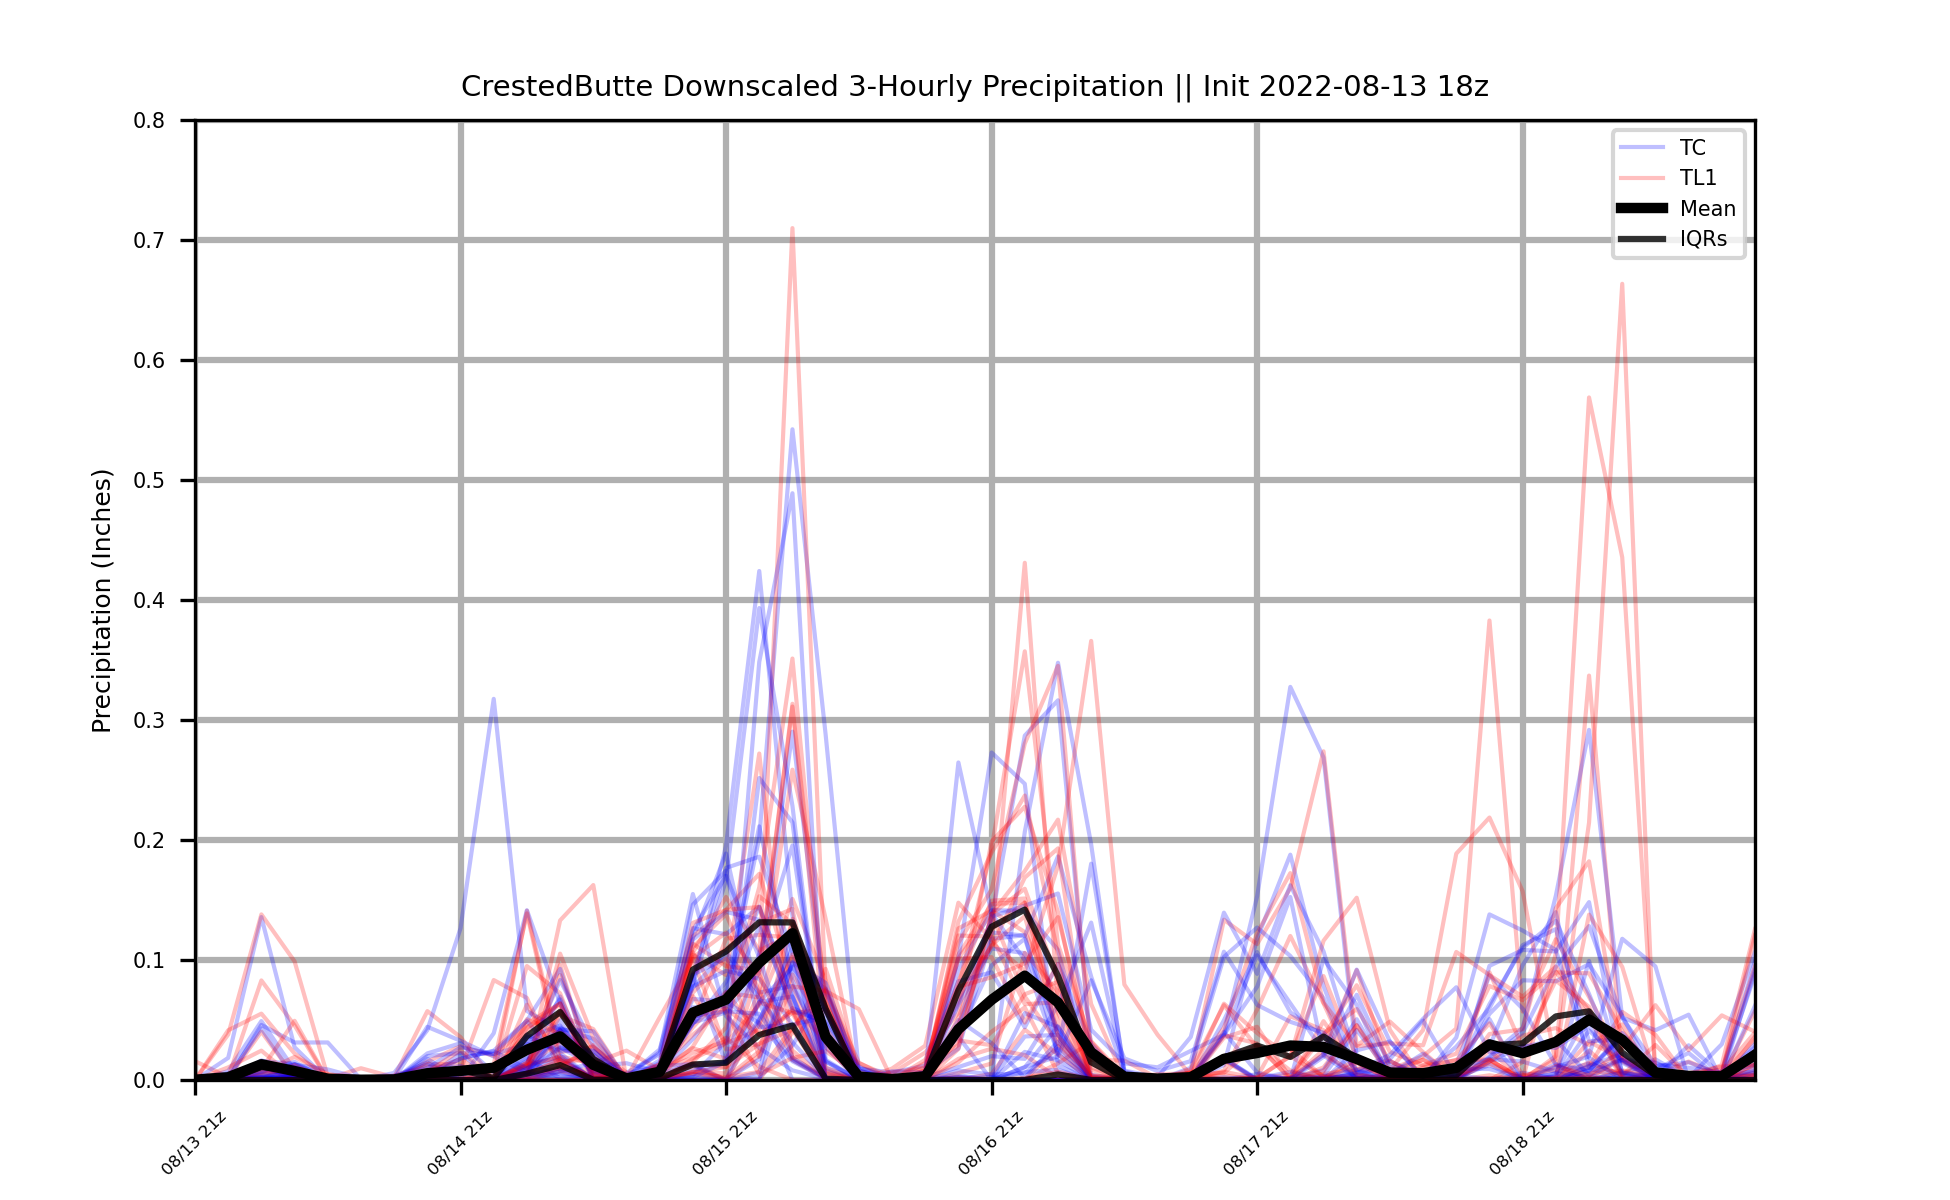 CrestedButte Downscaled 3-Hourly Precipitation || Init 2022-08-13 18z
TC
TL1
Mean
IQRs
Precipitation (Inches)
0.8
0.7
0.6
0.5
0.4
0.3
0.2
0.1
0.0
08/13 21z
08/14 21z
08/15 21z
08/16 21z
08/17 21z
08/18 21z